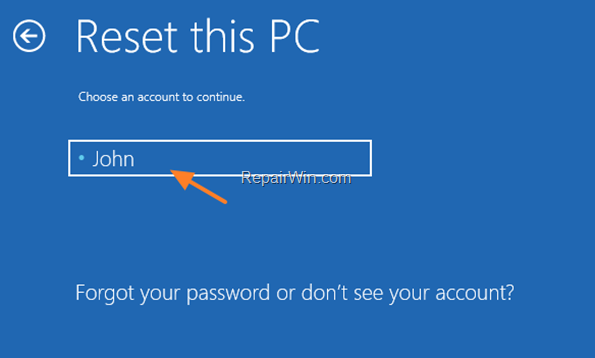 Reset this PC
Choose an account to continue.
John
RepairWin.com
Forgot your password or don't see your account?